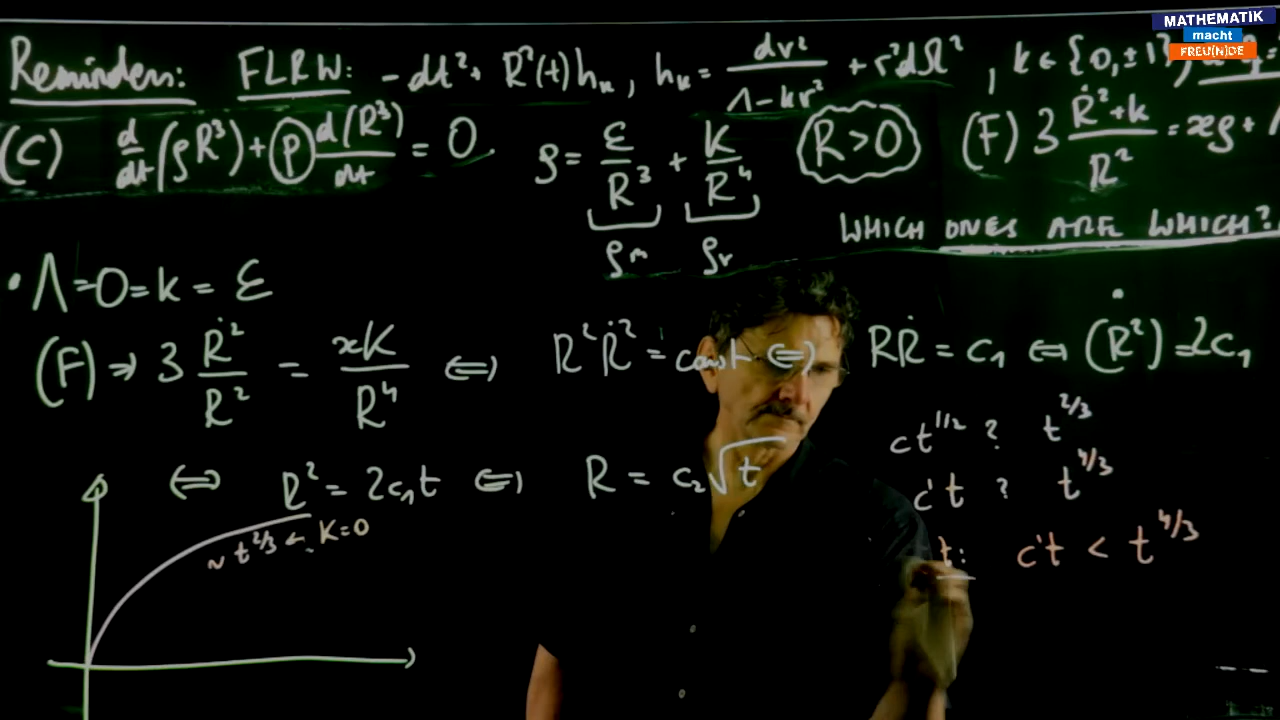 MATHEMATIK
macht
FREU(N)DE
Reminders: FLRW: -dt² + R²(t)hₖ, hₖ = dr²/(1-kr²) + r²dΩ², k ∈ {0,±1},
(C) d/dt(ρR³) + p d(R³)/dt = 0 ρ = ε/R³ + K/R⁴ R>0 (F) 3 (Ṙ²+k)/R² = ϰρ + Λ
ρm ρr
WHICH ONES ARE WHICH?
• Λ=0=k=ε
(F) ⇒ 3 Ṙ²/R² = ϰK/R⁴ ⇔ R²Ṙ² = const ⇔ RṘ = c₁ ⇔ (R²)˙ = 2c₁
⇔ R² = 2c₁t ⇔ R = c₂√t
ct^1/2 ? t^2/3
c't ? t^4/3
t: c't < t^4/3
~t^2/3 ← K=0